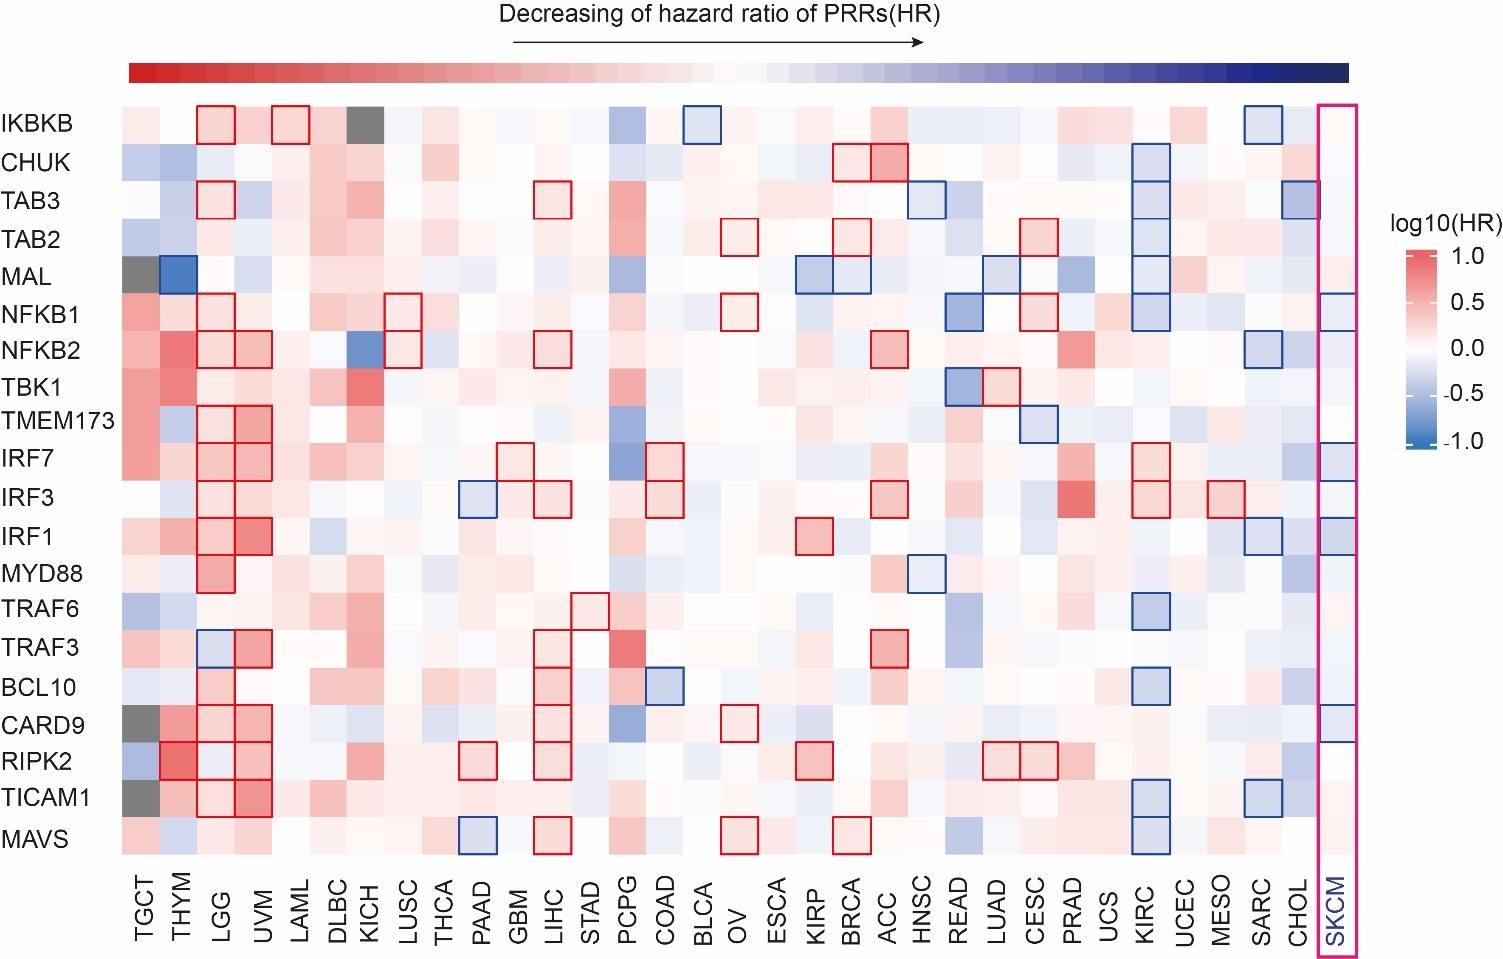 Decreasing of hazard ratio of PRRs(HR)
IKBKB
CHUK
TAB3
TAB2
MAL
NFKB1
NFKB2
TBK1
TMEM173
IRF7
IRF3
IRF1
MYD88
TRAF6
TRAF3
BCL10
CARD9
RIPK2
TICAM1
MAVS
TGCT
THYM
LGG
UVM
LAML
DLBC
KICH
LUSC
THCA
PAAD
GBM
LIHC
STAD
PCPG
COAD
BLCA
OV
ESCA
KIRP
BRCA
ACC
HNSC
READ
LUAD
CESC
PRAD
UCS
KIRC
UCEC
MESO
SARC
CHOL
SKCM
log10(HR)
1.0
0.5
0.0
-0.5
-1.0